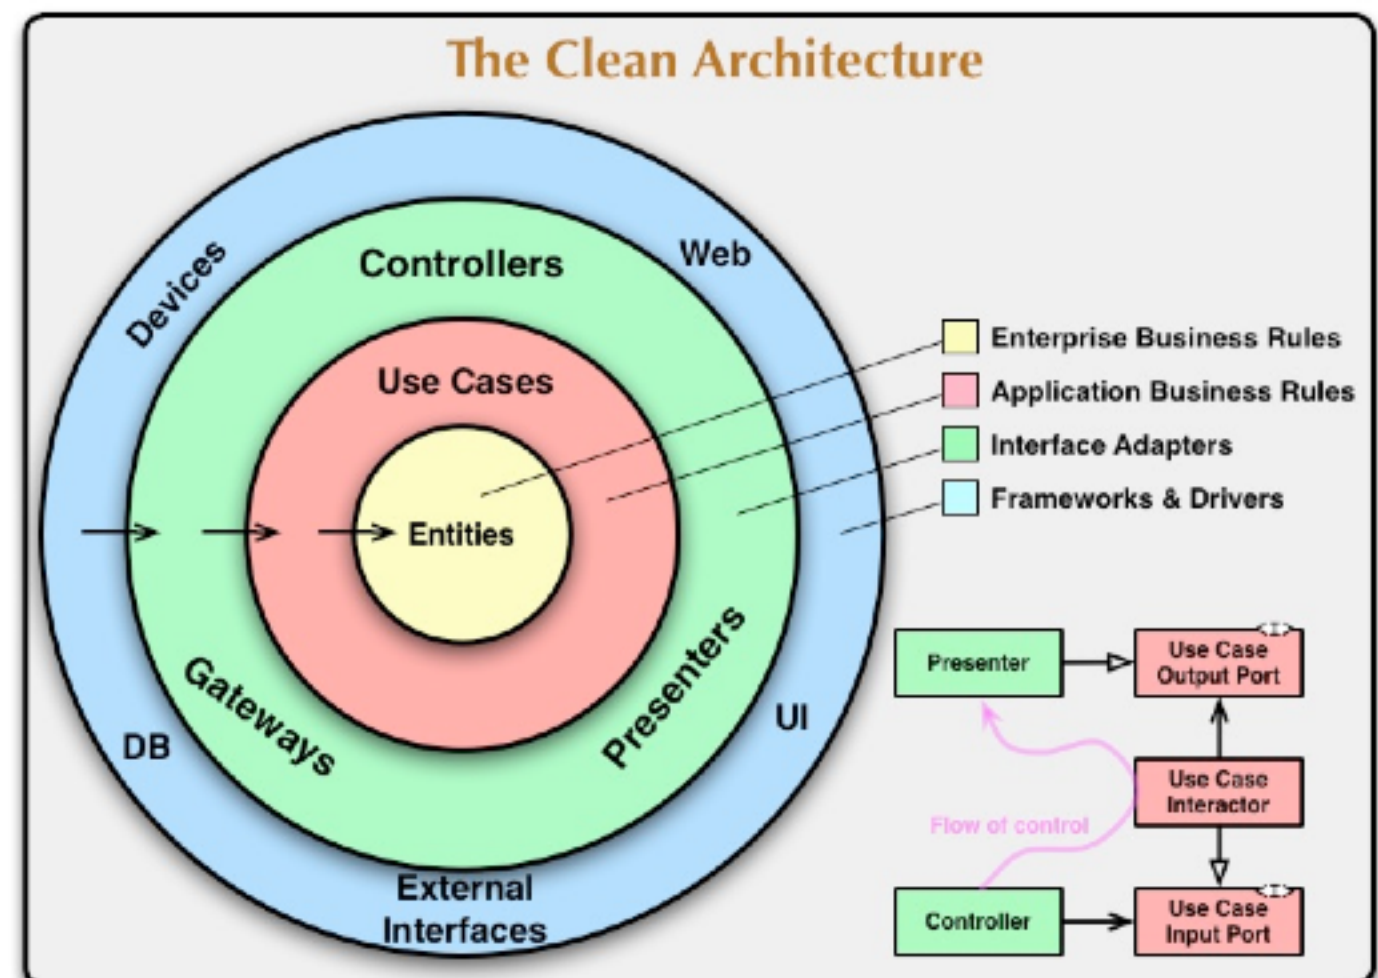 The Clean Architecture
Devices
Controllers
Web
Use Cases
Entities
Gateways
Presenters
DB
UI
External
Interfaces
Enterprise Business Rules
Application Business Rules
Interface Adapters
Frameworks & Drivers
Presenter
Use Case
Output Port
Use Case
Interactor
Flow of control
Controller
Use Case
Input Port